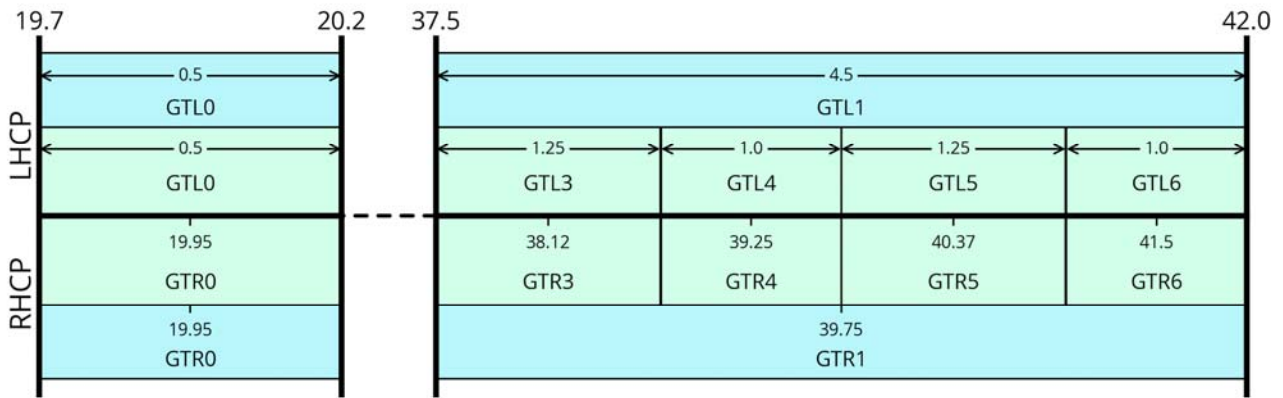 19.7 20.2 37.5 42.0
0.5 4.5
GTL0 GTL1
LHCP
0.5 1.25 1.0 1.25 1.0
GTL0 GTL3 GTL4 GTL5 GTL6
19.95 38.12 39.25 40.37 41.5
RHCP
GTR0 GTR3 GTR4 GTR5 GTR6
19.95 39.75
GTR0 GTR1